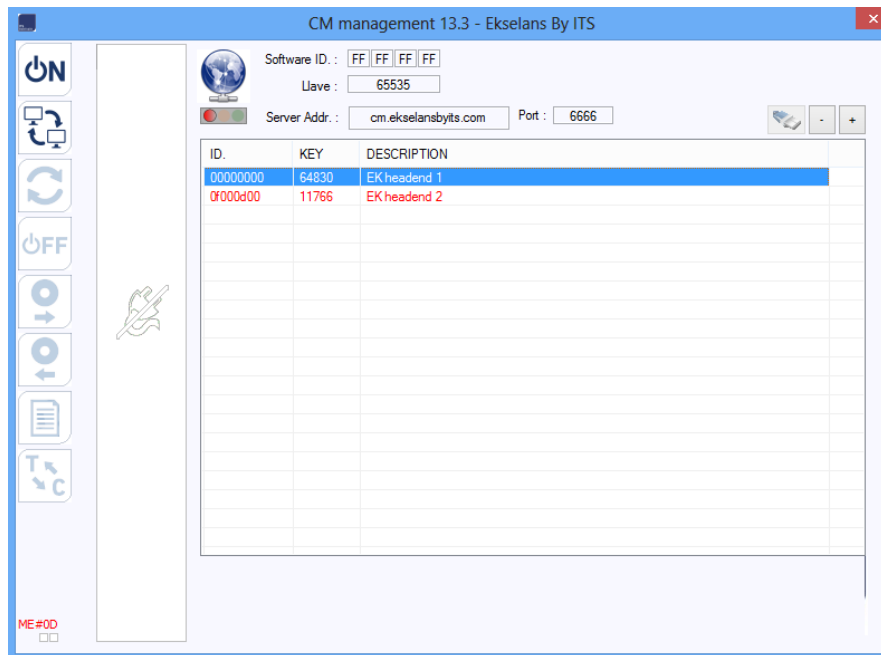 CM management 13.3 - Ekselans By ITS
ON
Software ID. : FF FF FF FF
Llave : 65535
Server Addr. : cm.ekselansbyits.com Port : 6666
- +
ID. KEY DESCRIPTION
00000000 64830 EK headend 1
0f000d00 11766 EK headend 2
OFF
T C
ME#0D